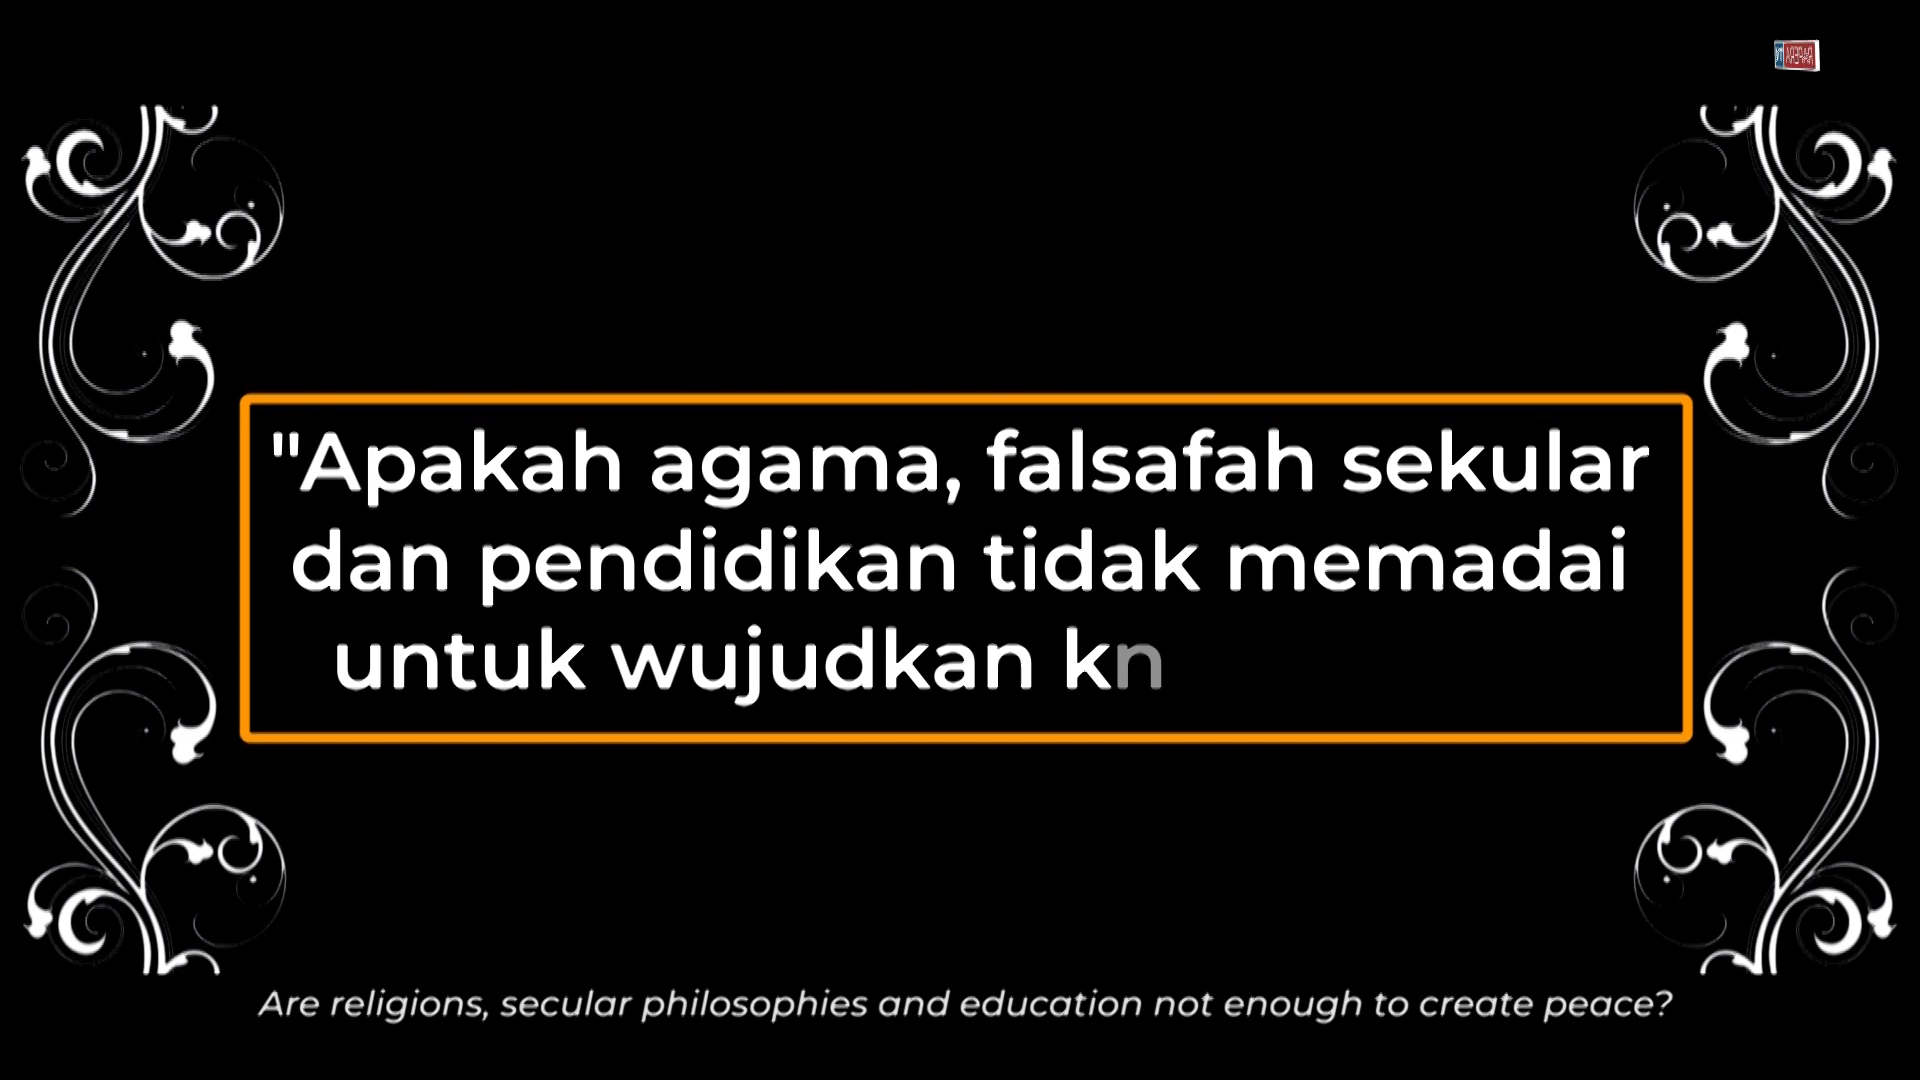 "Apakah agama, falsafah sekular
dan pendidikan tidak memadai
untuk wujudkan kn
Are religions, secular philosophies and education not enough to create peace?